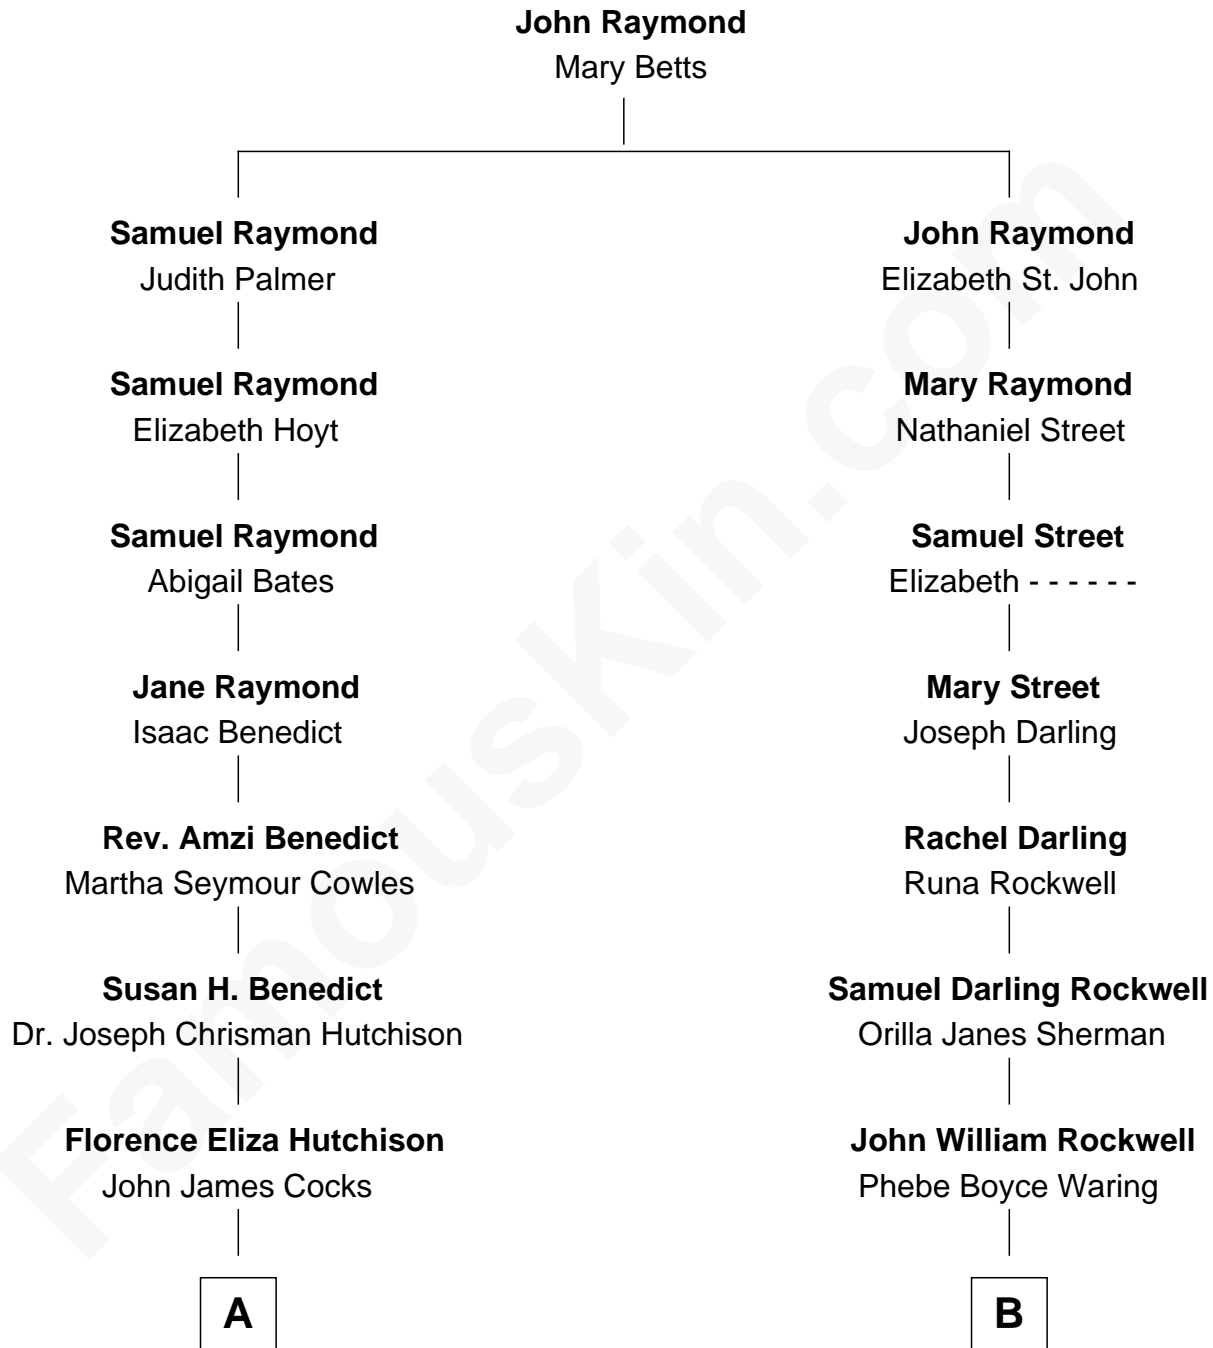 John Raymond
Mary Betts
Samuel Raymond
Judith Palmer
Samuel Raymond
Elizabeth Hoyt
Samuel Raymond
Abigail Bates
Jane Raymond
Isaac Benedict
Rev. Amzi Benedict
Martha Seymour Cowles
Susan H. Benedict
Dr. Joseph Chrisman Hutchison
Florence Eliza Hutchison
John James Cocks
A
John Raymond
Elizabeth St. John
Mary Raymond
Nathaniel Street
Samuel Street
Elizabeth - - - - - -
Mary Street
Joseph Darling
Rachel Darling
Runa Rockwell
Samuel Darling Rockwell
Orilla Janes Sherman
John William Rockwell
Phebe Boyce Waring
B
FamousKin.com